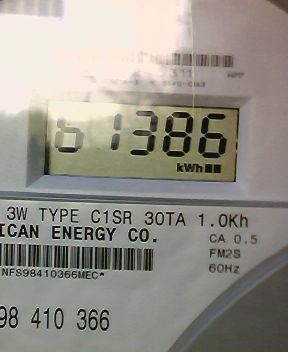 61386
kWh
3W TYPE C1SR 30TA 1.0Kh
ICAN ENERGY CO.
CA 0.5
FM2S
NFS98410366MEC*
60Hz
98 410 366